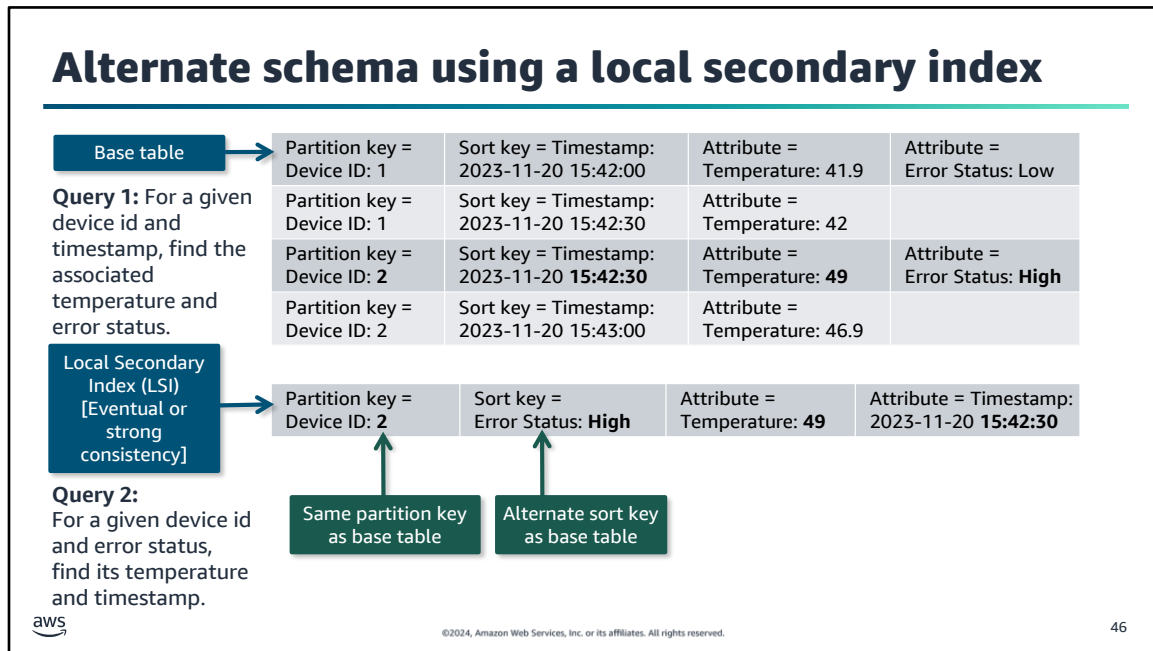 Alternate schema using a local secondary index
Base table
Query 1: For a given
device id and
timestamp, find the
associated
temperature and
error status.
Partition key =
Device ID: 1
Sort key = Timestamp:
2023-11-20 15:42:00
Attribute =
Temperature: 41.9
Attribute =
Error Status: Low
Partition key =
Device ID: 1
Sort key = Timestamp:
2023-11-20 15:42:30
Attribute =
Temperature: 42
Partition key =
Device ID: 2
Sort key = Timestamp:
2023-11-20 15:42:30
Attribute =
Temperature: 49
Attribute =
Error Status: High
Partition key =
Device ID: 2
Sort key = Timestamp:
2023-11-20 15:43:00
Attribute =
Temperature: 46.9
Local Secondary
Index (LSI)
[Eventual or
strong
consistency]
Partition key =
Device ID: 2
Sort key =
Error Status: High
Attribute =
Temperature: 49
Attribute = Timestamp:
2023-11-20 15:42:30
Same partition key
as base table
Alternate sort key
as base table
Query 2:
For a given device id
and error status,
find its temperature
and timestamp.
aws
©2024, Amazon Web Services, Inc. or its affiliates. All rights reserved.
46